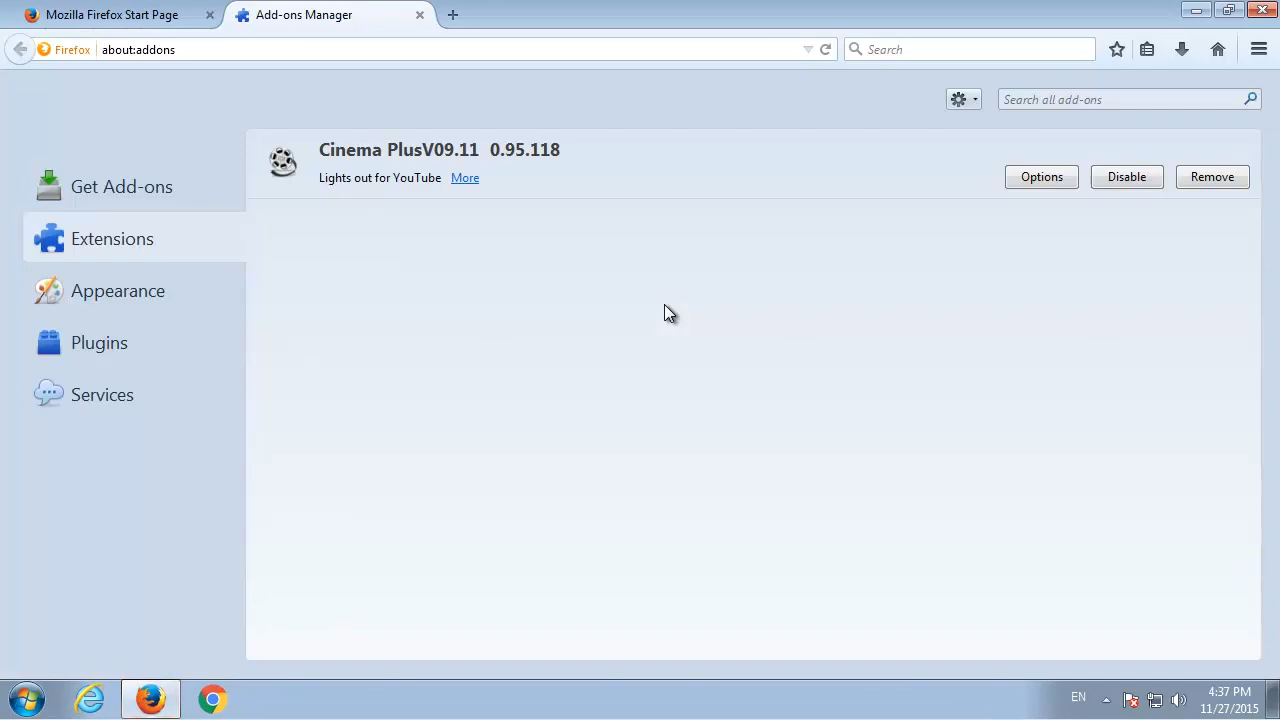 Mozilla Firefox Start Page
Add-ons Manager
Firefox about:addons
Search
Search all add-ons
Cinema PlusV09.11 0.95.118
Lights out for YouTube More
Options Disable Remove
Get Add-ons
Extensions
Appearance
Plugins
Services
EN
4:37 PM
11/27/2015